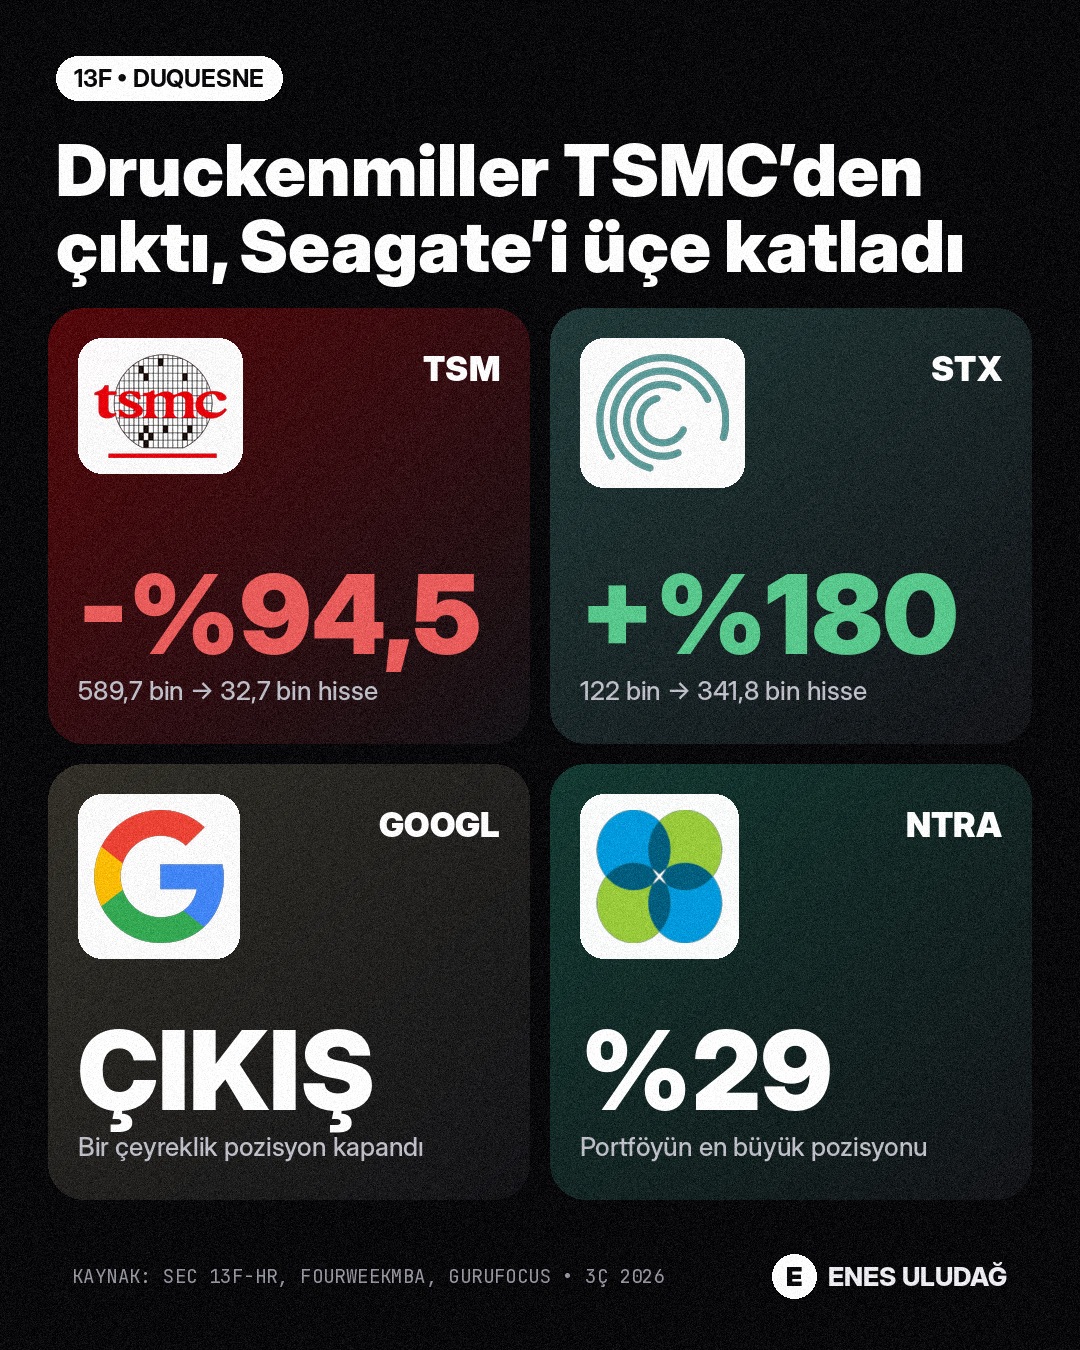 13F • DUQUESNE
Druckenmiller TSMC’den
çıktı, Seagate’i üçe katladı
tsmc
TSM
-%94,5
589,7 bin → 32,7 bin hisse
STX
+%180
122 bin → 341,8 bin hisse
GOOGL
ÇIKIŞ
Bir çeyreklik pozisyon kapandı
NTRA
%29
Portföyün en büyük pozisyonu
KAYNAK: SEC 13F-HR, FOURWEEKMBA, GURUFOCUS • 3Ç 2026
E ENES ULUDAĞ